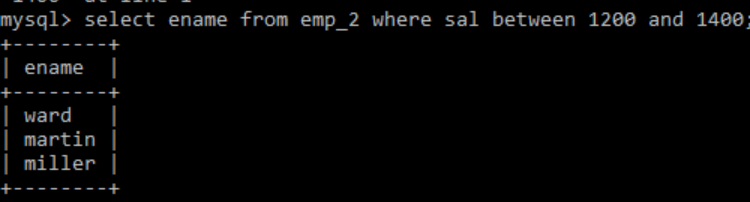 mysql> select ename from emp_2 where sal between 1200 and 1400;
+--------+
| ename  |
+--------+
| ward   |
| martin |
| miller |
+--------+